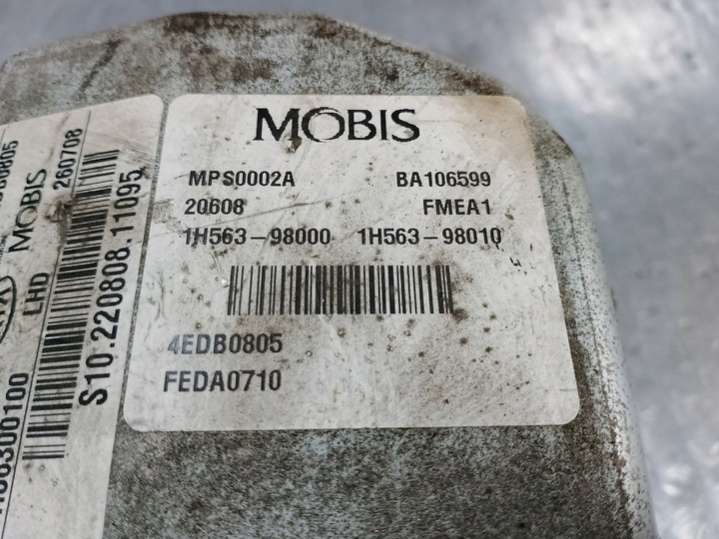 MOBIS
MPS0002A BA106599
20608 FMEA1
1H563-98000 1H563-98010
4EDB0805
FEDA0710
MOBIS 260708
LHD
S10.220808.11095